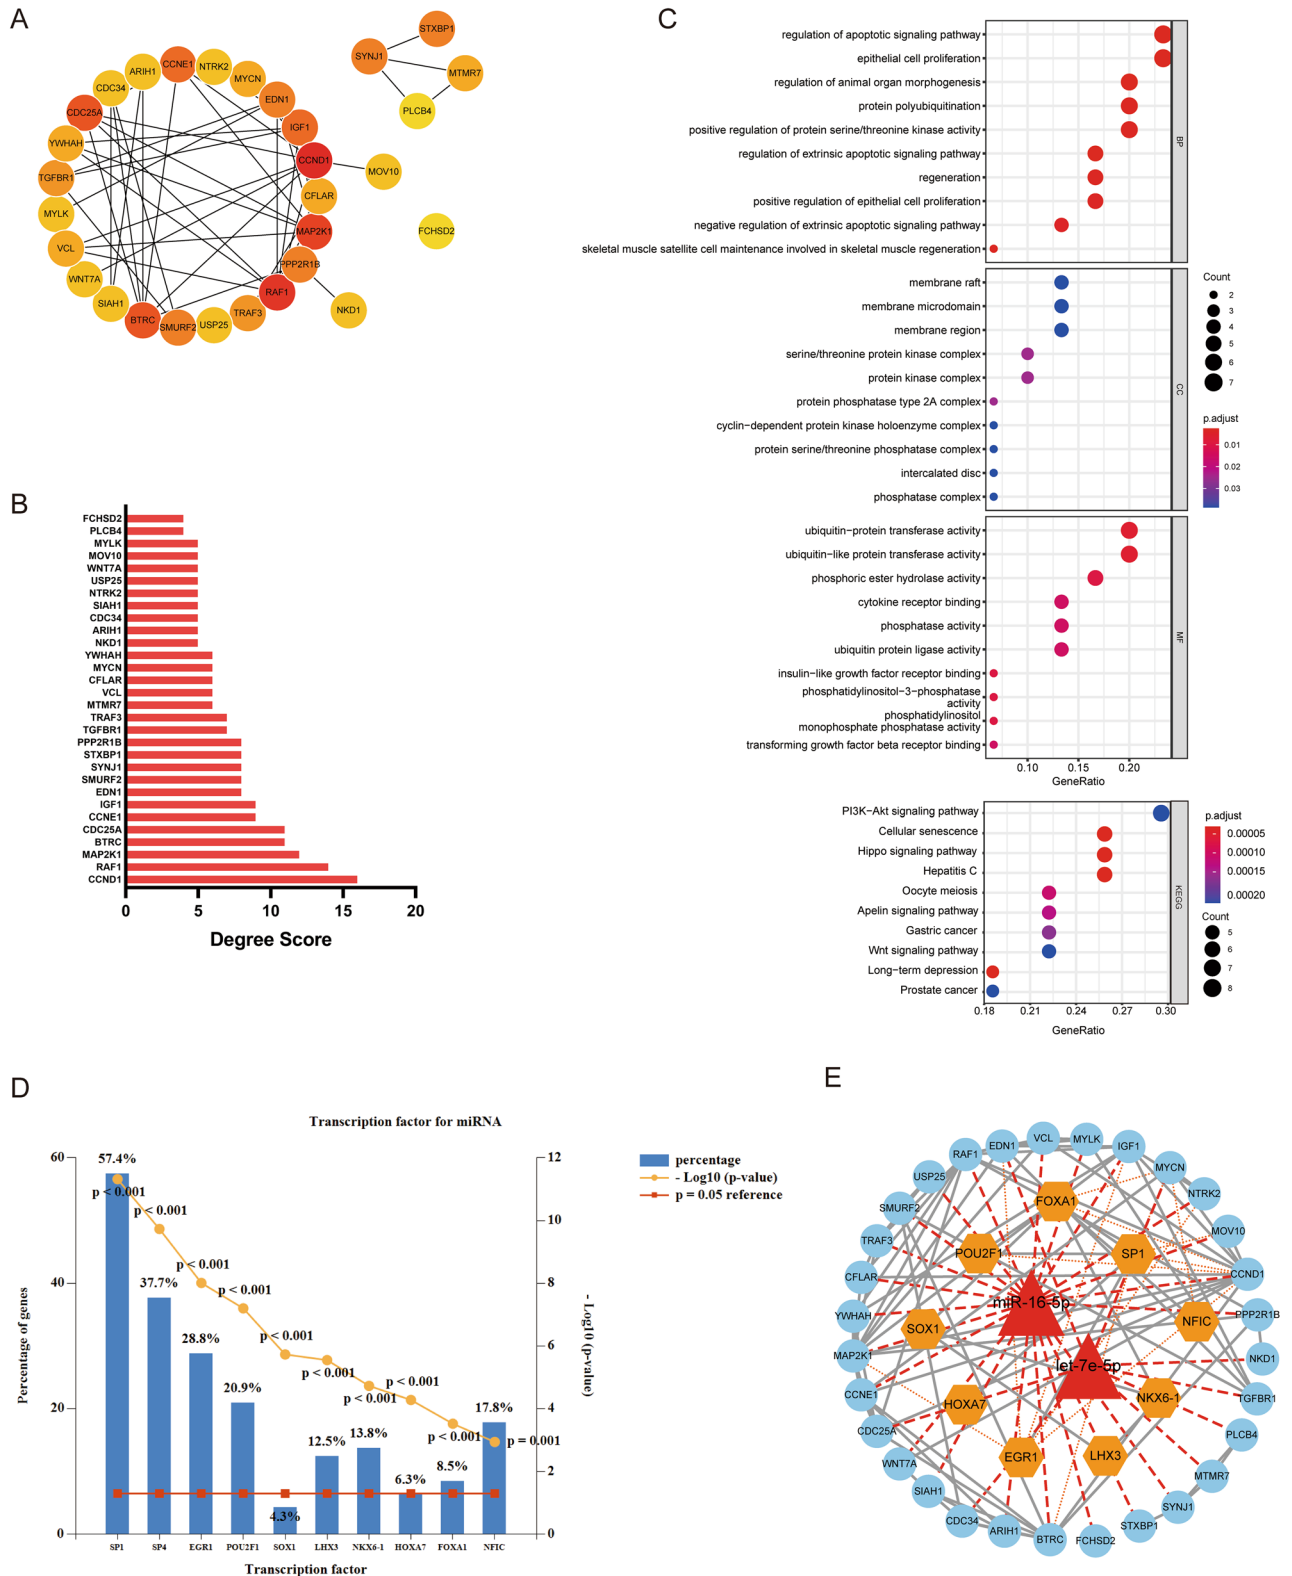 A
STXBP1
SYNJ1
MTMR7
PLCB4
CCNE1
NTRK2
ARIH1
MYCN
CDC34
EDN1
CDC25A
IGF1
YWHAH
CCND1
MOV10
TGFBR1
CFLAR
MYLK
MAP2K1
FCHSD2
VCL
PPP2R1B
WNT7A
RAF1
SIAH1
NKD1
TRAF3
BTRC
SMURF2
USP25
B
FCHSD2
PLCB4
MYLK
MOV10
WNT7A
USP25
NTRK2
SIAH1
CDC34
ARIH1
NKD1
YWHAH
MYCN
CFLAR
VCL
MTMR7
TRAF3
TGFBR1
PPP2R1B
STXBP1
SYNJ1
SMURF2
EDN1
IGF1
CCNE1
CDC25A
BTRC
MAP2K1
RAF1
CCND1
0 5 10 15 20
Degree Score
C
regulation of apoptotic signaling pathway
epithelial cell proliferation
regulation of animal organ morphogenesis
protein polyubiquitination
positive regulation of protein serine/threonine kinase activity
regulation of extrinsic apoptotic signaling pathway
regeneration
positive regulation of epithelial cell proliferation
negative regulation of extrinsic apoptotic signaling pathway
skeletal muscle satellite cell maintenance involved in skeletal muscle regeneration
BP
membrane raft
membrane microdomain
membrane region
serine/threonine protein kinase complex
protein kinase complex
protein phosphatase type 2A complex
cyclin−dependent protein kinase holoenzyme complex
protein serine/threonine phosphatase complex
intercalated disc
phosphatase complex
CC
ubiquitin−protein transferase activity
ubiquitin−like protein transferase activity
phosphoric ester hydrolase activity
cytokine receptor binding
phosphatase activity
ubiquitin protein ligase activity
insulin−like growth factor receptor binding
phosphatidylinositol−3−phosphatase
activity
phosphatidylinositol
monophosphate phosphatase activity
transforming growth factor beta receptor binding
MF
0.10 0.15 0.20
GeneRatio
Count
2
3
4
5
6
7
p.adjust
0.01
0.02
0.03
PI3K−Akt signaling pathway
Cellular senescence
Hippo signaling pathway
Hepatitis C
Oocyte meiosis
Apelin signaling pathway
Gastric cancer
Wnt signaling pathway
Long−term depression
Prostate cancer
KEGG
0.18 0.21 0.24 0.27 0.30
GeneRatio
p.adjust
0.00005
0.00010
0.00015
0.00020
Count
5
6
7
8
D
Transcription factor for miRNA
percentage
- Log10 (p-value)
p = 0.05 reference
Percentage of genes
60
40
20
0
12
10
8
6
4
2
0
- Log10 (p-value)
57.4%
37.7%
28.8%
20.9%
4.3%
12.5%
13.8%
6.3%
8.5%
17.8%
p < 0.001
p < 0.001
p < 0.001
p < 0.001
p < 0.001
p < 0.001
p < 0.001
p < 0.001
p < 0.001
p = 0.001
SP1 SP4 EGR1 POU2F1 SOX1 LHX3 NKX6-1 HOXA7 FOXA1 NFIC
Transcription factor
E
VCL
MYLK
EDN1
IGF1
RAF1
MYCN
USP25
NTRK2
SMURF2
MOV10
TRAF3
CCND1
CFLAR
PPP2R1B
YWHAH
NKD1
MAP2K1
TGFBR1
CCNE1
PLCB4
CDC25A
MTMR7
WNT7A
SYNJ1
SIAH1
STXBP1
CDC34
FCHSD2
ARIH1
BTRC
FOXA1
POU2F1
SP1
miR-16-5p
SOX1
NFIC
let-7e-5p
HOXA7
NKX6-1
EGR1
LHX3